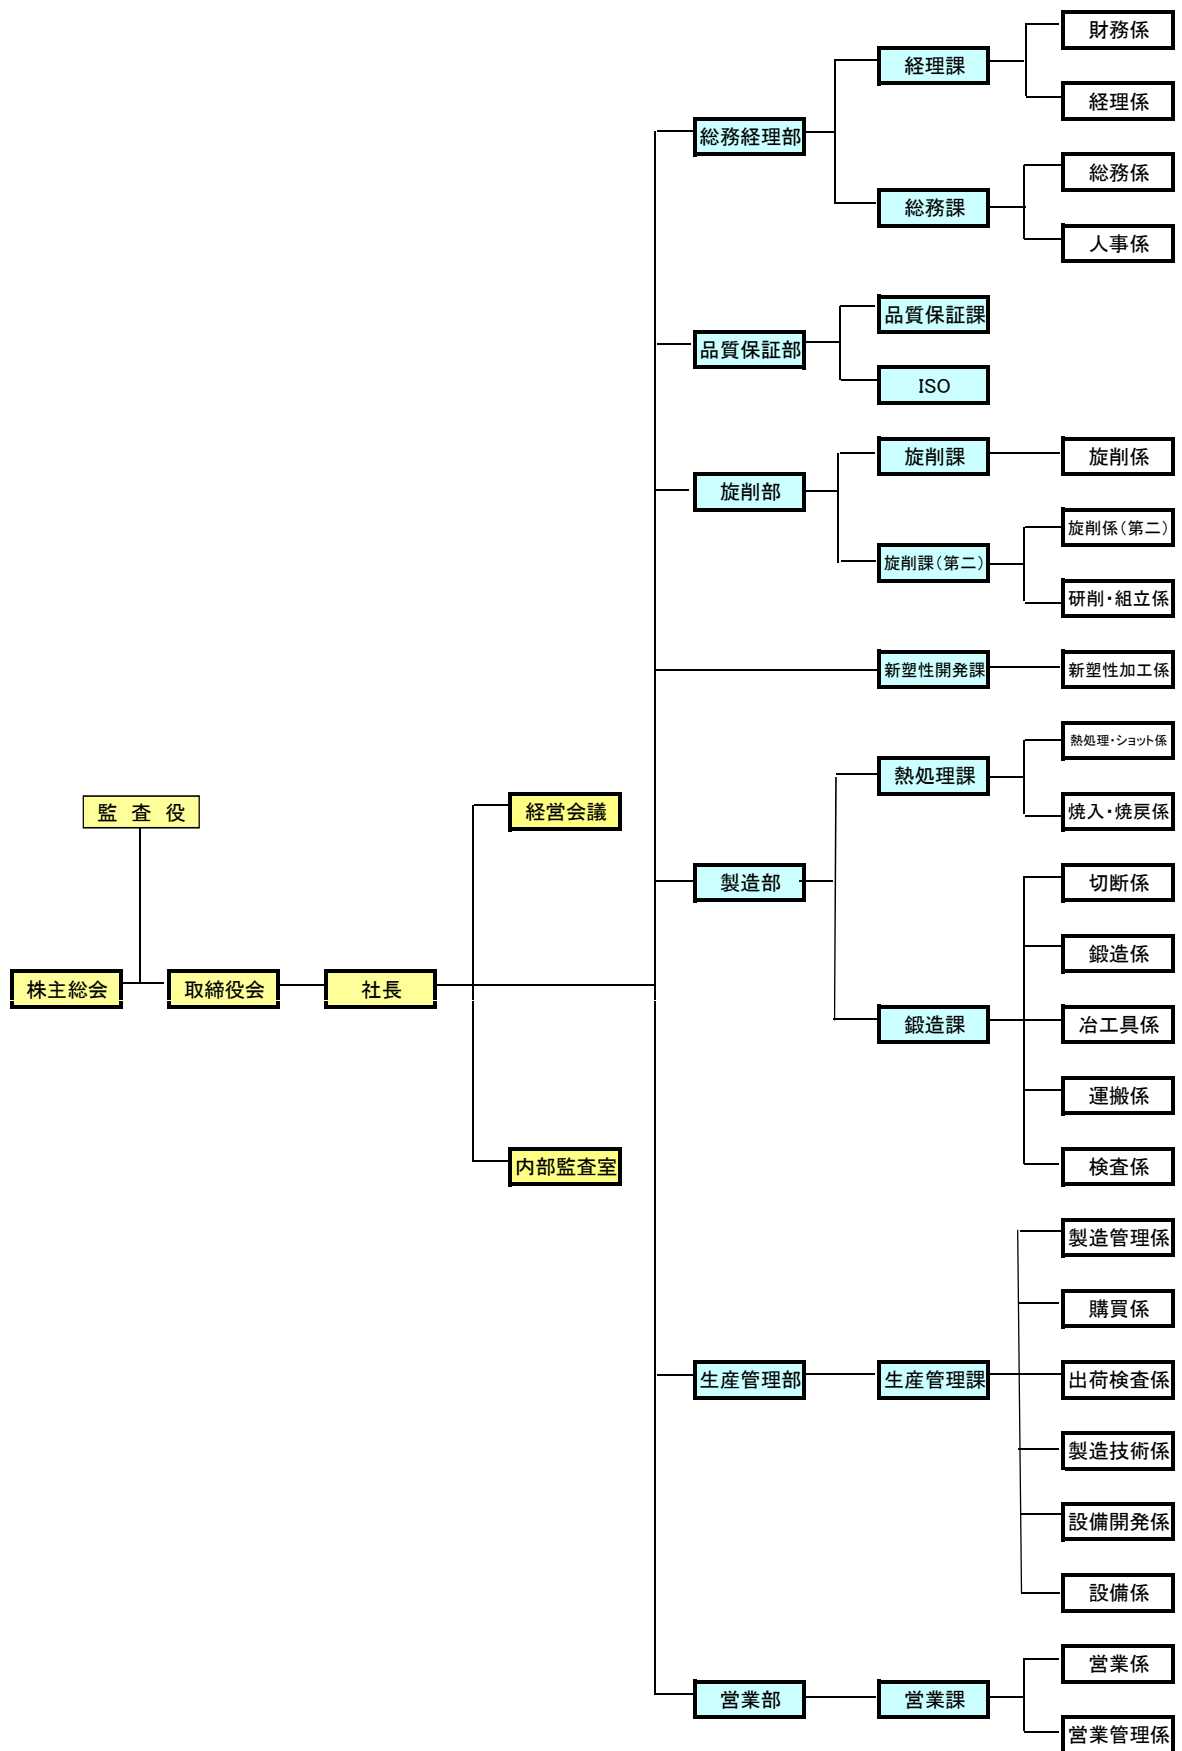 財務係
経理課
経理係
総務経理部
総務係
総務課
人事係
品質保証課
品質保証部
ISO
旋削課
旋削係
旋削部
旋削係(第二)
旋削課(第二)
研削・組立係
新塑性開発課
新塑性加工係
熱処理・ショット係
熱処理課
監 査 役
経営会議
焼入・焼戻係
製造部
切断係
鍛造係
株主総会
取締役会
社長
鍛造課
冶工具係
運搬係
内部監査室
検査係
製造管理係
購買係
生産管理部
生産管理課
出荷検査係
製造技術係
設備開発係
設備係
営業係
営業部
営業課
営業管理係